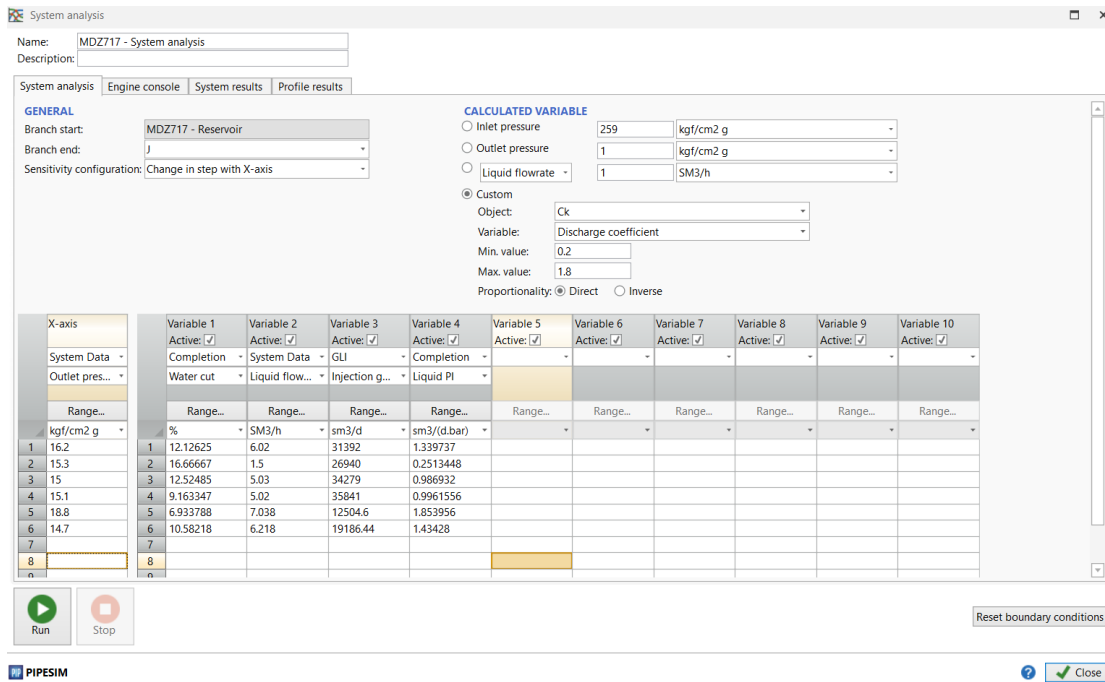 System analysis
Name: MDZ717 - System analysis
Description:
System analysis Engine console System results Profile results
GENERAL
Branch start: MDZ717 - Reservoir
Branch end: J
Sensitivity configuration: Change in step with X-axis
CALCULATED VARIABLE
Inlet pressure 259 kgf/cm2 g
Outlet pressure 1 kgf/cm2 g
Liquid flowrate 1 SM3/h
Custom
Object: Ck
Variable: Discharge coefficient
Min. value: 0.2
Max. value: 1.8
Proportionality: Direct Inverse
X-axis Variable 1 Variable 2 Variable 3 Variable 4 Variable 5 Variable 6 Variable 7 Variable 8 Variable 9 Variable 10
Active: Active: Active: Active: Active: Active: Active: Active: Active: Active:
System Data Completion System Data GLI Completion
Outlet pres... Water cut Liquid flow... Injection g... Liquid PI
Range... Range... Range... Range... Range... Range... Range... Range... Range... Range... Range...
kgf/cm2 g % SM3/h sm3/d sm3/(d.bar)
1 16.2 1 12.12625 6.02 31392 1.339737
2 15.3 2 16.66667 1.5 26940 0.2513448
3 15 3 12.52485 5.03 34279 0.986932
4 15.1 4 9.163347 5.02 35841 0.9961556
5 18.8 5 6.933788 7.038 12504.6 1.853956
6 14.7 6 10.58218 6.218 19186.44 1.43428
7 7
8 8
9 9
Run Stop Reset boundary conditions
PIP PIPESIM ? Close